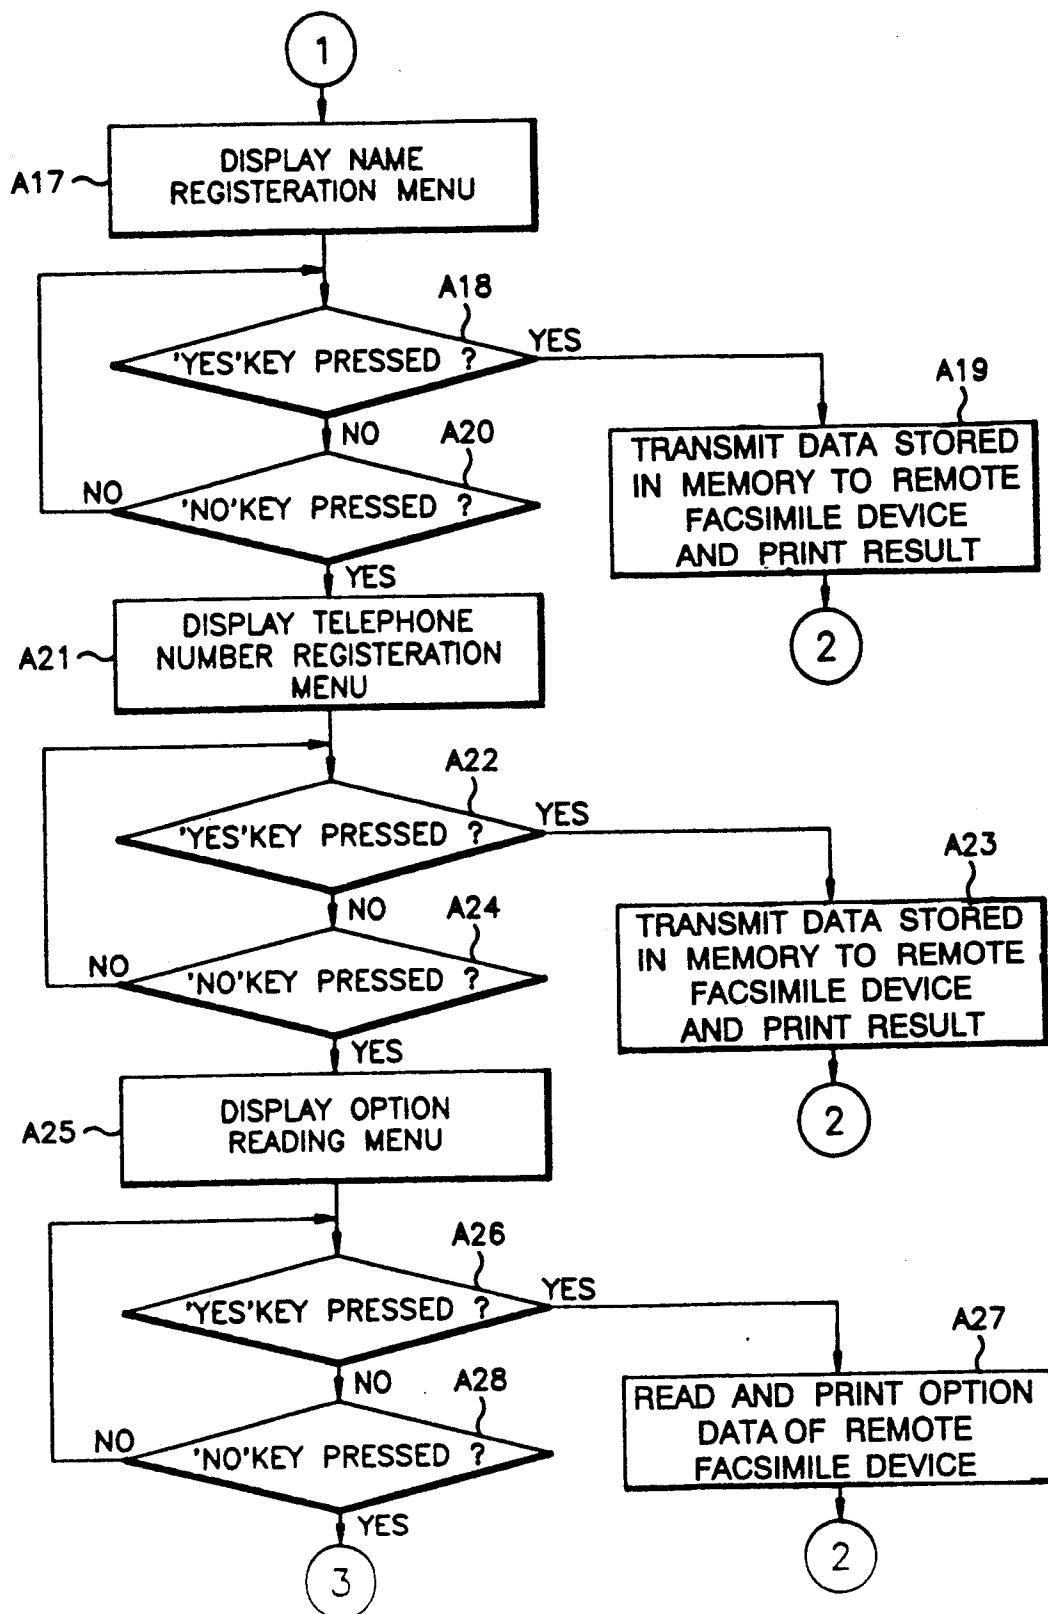 1
DISPLAY NAME
REGISTERATION MENU
A17
A18
'YES'KEY PRESSED ?
YES
NO
A19
TRANSMIT DATA STORED
IN MEMORY TO REMOTE
FACSIMILE DEVICE
AND PRINT RESULT
2
A20
'NO'KEY PRESSED ?
NO
YES
DISPLAY TELEPHONE
NUMBER REGISTERATION
MENU
A21
A22
'YES'KEY PRESSED ?
YES
NO
A23
TRANSMIT DATA STORED
IN MEMORY TO REMOTE
FACSIMILE DEVICE
AND PRINT RESULT
2
A24
'NO'KEY PRESSED ?
NO
YES
DISPLAY OPTION
READING MENU
A25
A26
'YES'KEY PRESSED ?
YES
NO
A27
READ AND PRINT OPTION
DATA OF REMOTE
FACSIMILE DEVICE
2
A28
'NO'KEY PRESSED ?
NO
YES
3